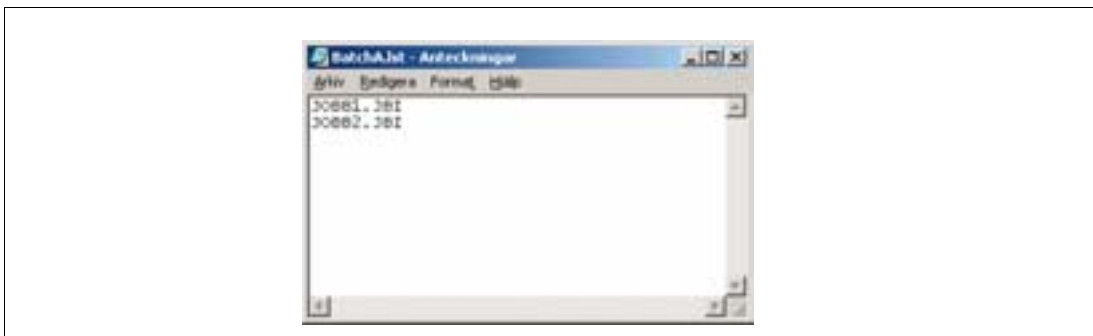 BatchA.lst - Anteckningar
Arkiv Redigera Format Hjälp
JOBB1.JBI
JOBB2.JBI